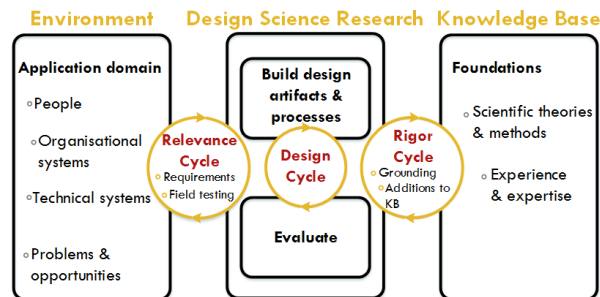 Environment
Design Science Research
Knowledge Base
Application domain
People
Organisational
systems
Technical systems
Problems &
opportunities
Relevance
Cycle
Requirements
Field testing
Build design
artifacts &
processes
Design
Cycle
Evaluate
Rigor
Cycle
Grounding
Additions to
KB
Foundations
Scientific theories
& methods
Experience
& expertise